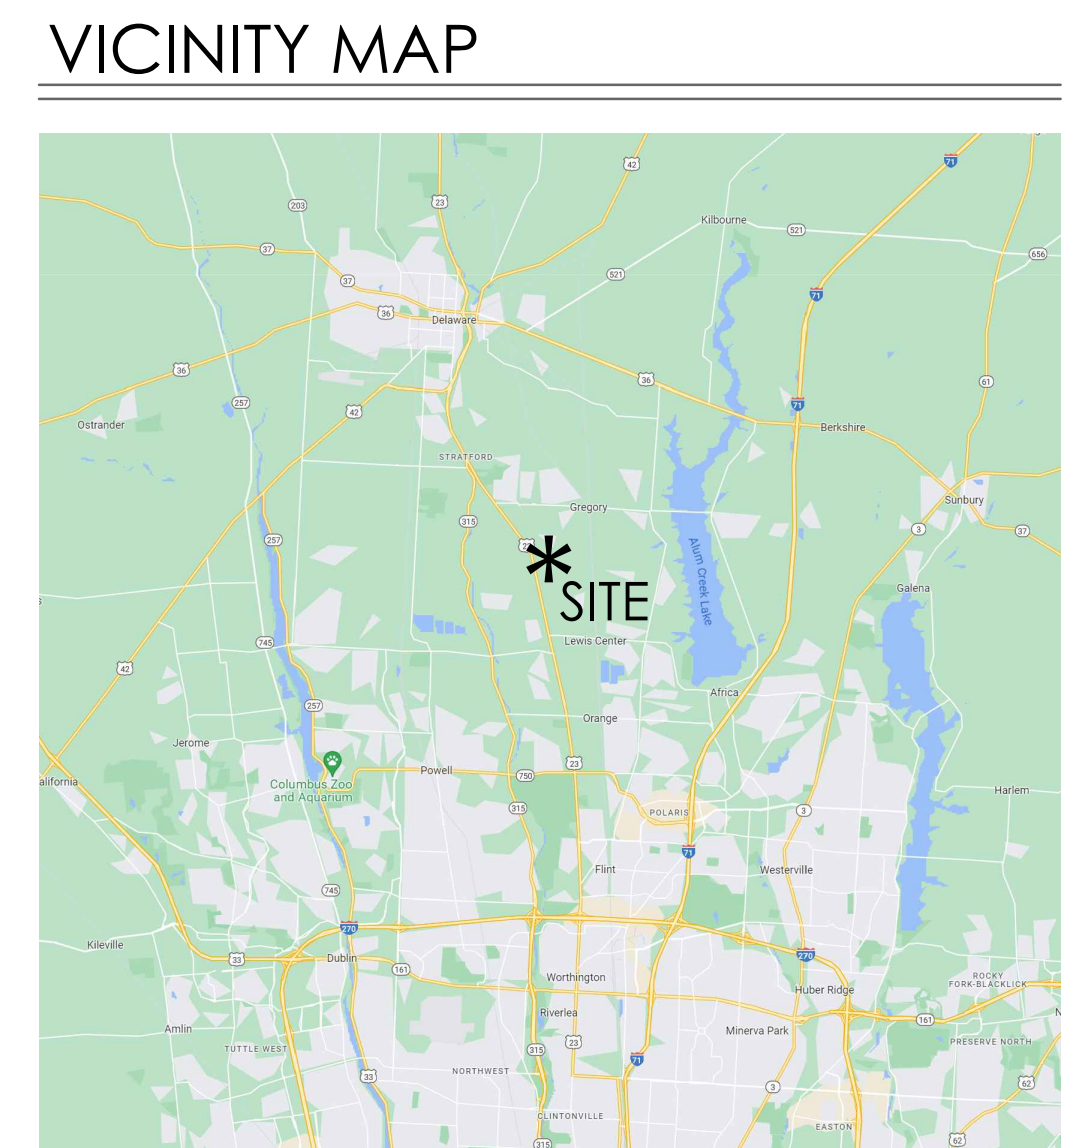 VICINITY MAP
42
71
203
23
Kilbourne
521
37
656
521
37
71
36
Delaware
36
36
61
257
71
42
Ostrander
Berkshire
STRATFORD
Sunbury
Gregory
315
3
37
257
23
Alum Creek Lake
*
SITE
Galena
745
Lewis Center
42
Africa
257
Orange
Jerome
23
Powell
750
alifornia
Columbus Zoo
and Aquarium
Harlem
315
POLARIS
3
71
Flint
Westerville
745
270
Kileville
33
Dublin
161
270
Worthington
Huber Ridge
ROCKY
FORK-BLACKLICK
Riverlea
Amlin
Minerva Park
161
N
TUTTLE WEST
23
PRESERVE NORTH
315
71
NORTHWEST
33
3
62
CLINTONVILLE
EASTON
315
62